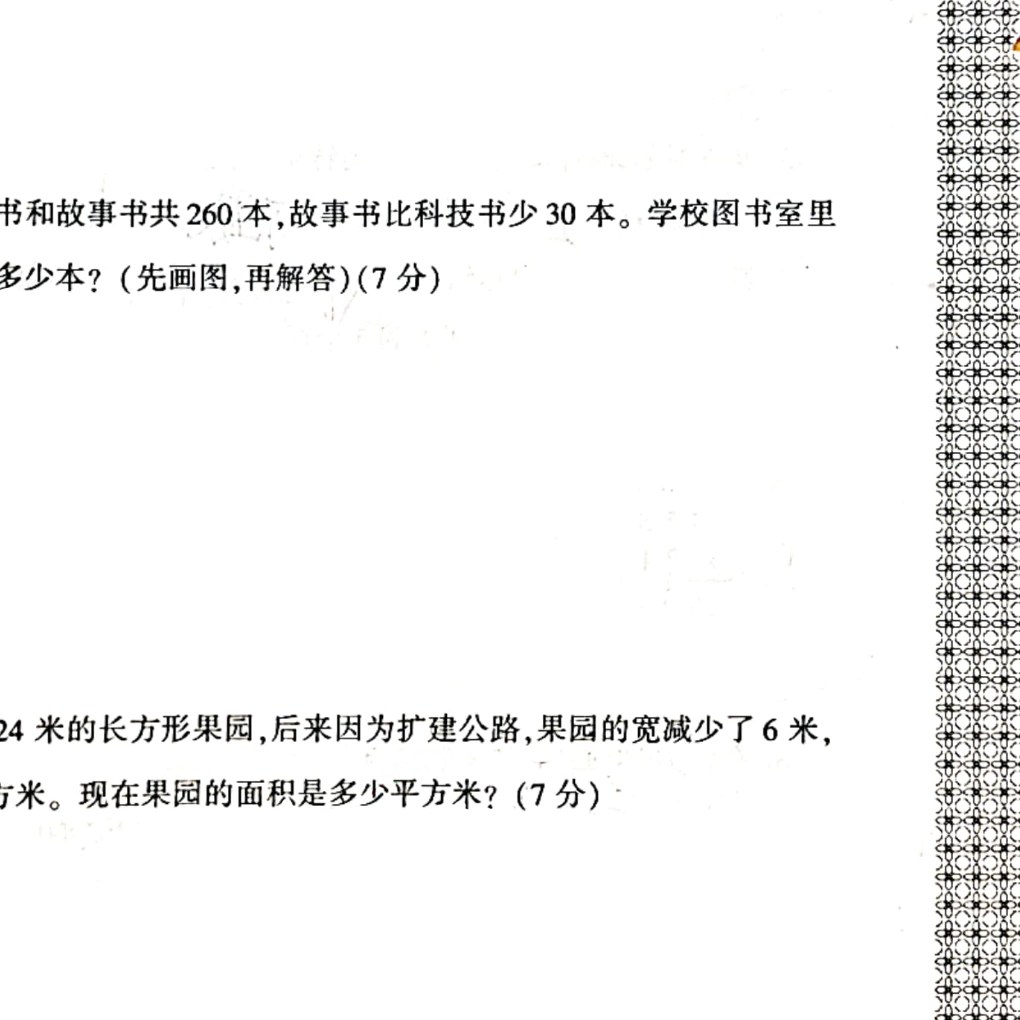 书和故事书共 260 本,故事书比科技书少 30 本。学校图书室里
多少本?(先画图,再解答)(7 分)
24 米的长方形果园,后来因为扩建公路,果园的宽减少了 6 米,
方米。现在果园的面积是多少平方米?(7 分)